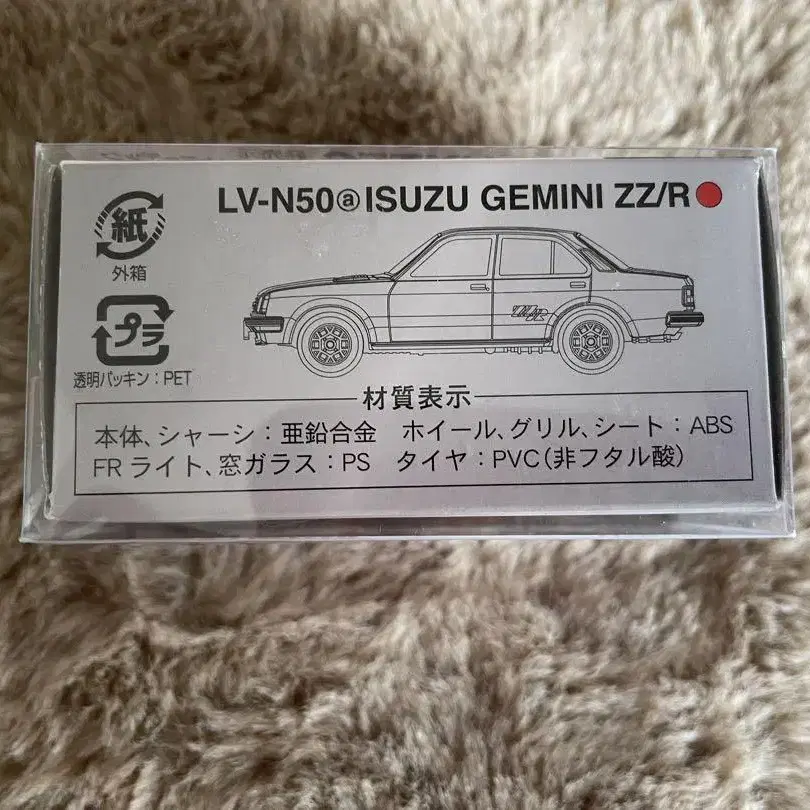 LV-N50ⓐISUZU GEMINI ZZ/R
紙
外箱
プラ
透明パッキン：PET
ZZ/R
材質表示
本体、シャーシ：亜鉛合金 ホイール、グリル、シート：ABS
FR ライト、窓ガラス：PS タイヤ：PVC（非フタル酸）